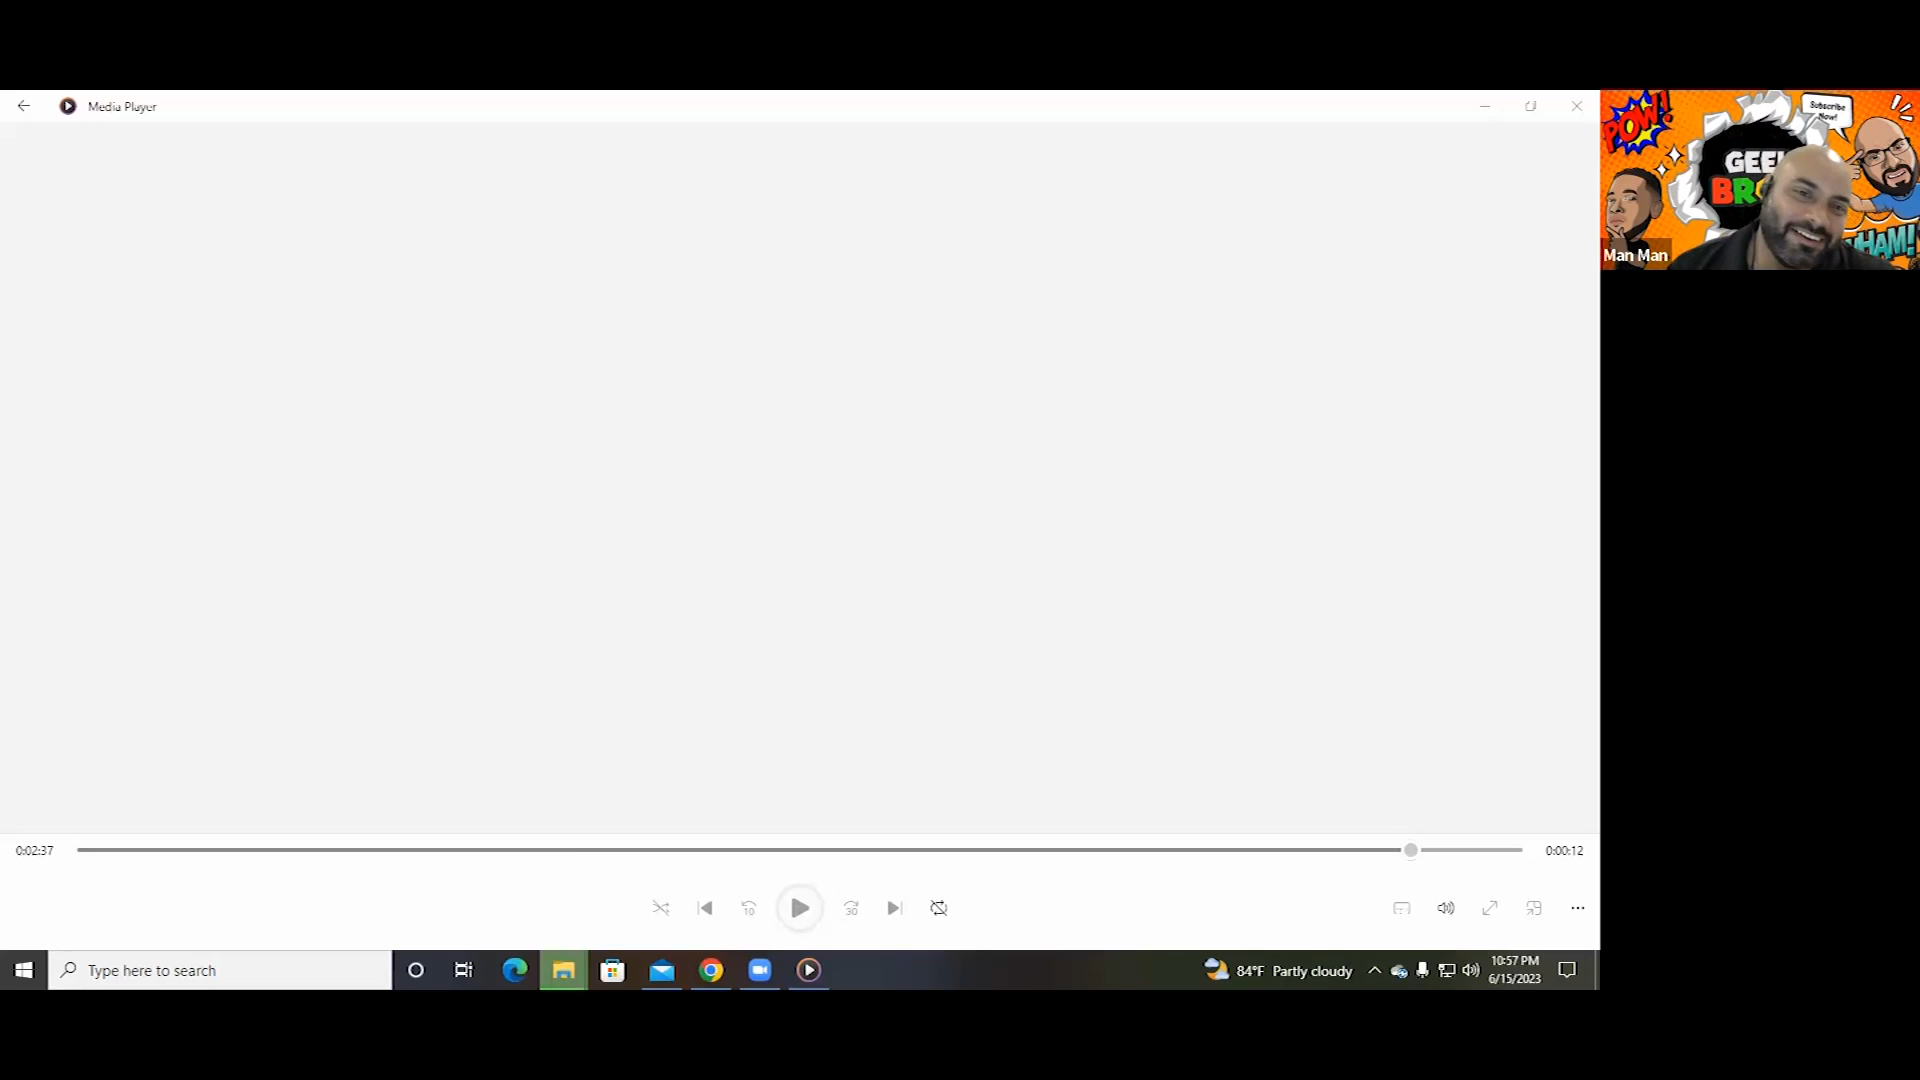 Media Player
POW!
Subscribe
Now!
GEE
BR
WHAM!
Man Man
0:02:37
0:00:12
10
30
Type here to search
84°F Partly cloudy
10:57 PM
6/15/2023